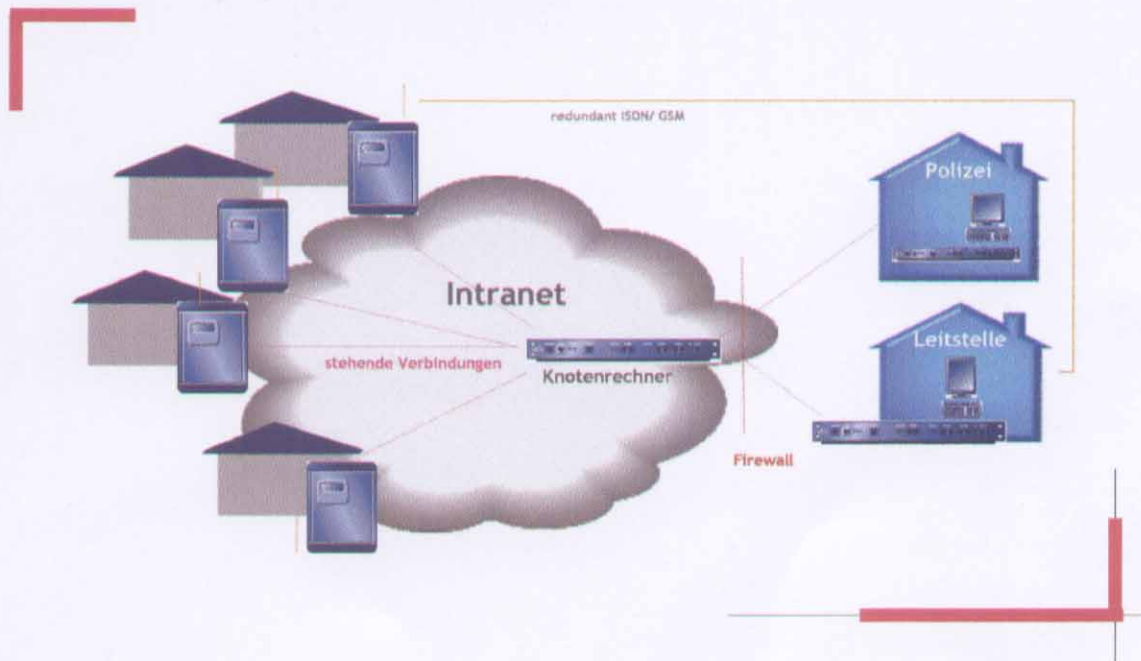 redundant ISDN/ GSM
Polizei
Intranet
Leitstelle
stehende Verbindungen
Knotenrechner
Firewall